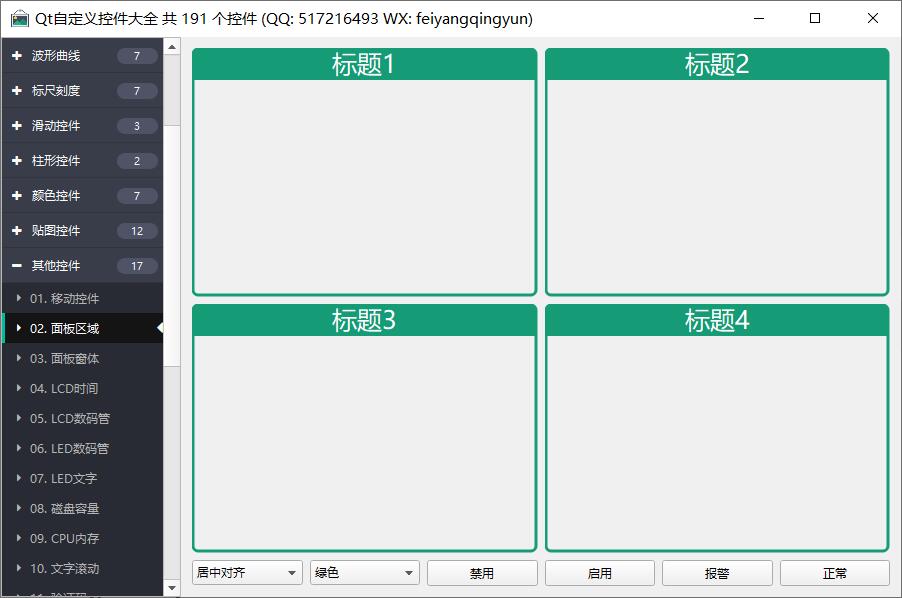 Qt自定义控件大全 共 191 个控件 (QQ: 517216493 WX: feiyangqingyun)
波形曲线 7
标尺刻度 7
滑动控件 3
柱形控件 2
颜色控件 7
贴图控件 12
其他控件 17
01. 移动控件
02. 面板区域
03. 面板窗体
04. LCD时间
05. LCD数码管
06. LED数码管
07. LED文字
08. 磁盘容量
09. CPU内存
10. 文字滚动
标题1
标题2
标题3
标题4
居中对齐 绿色 禁用 启用 报警 正常